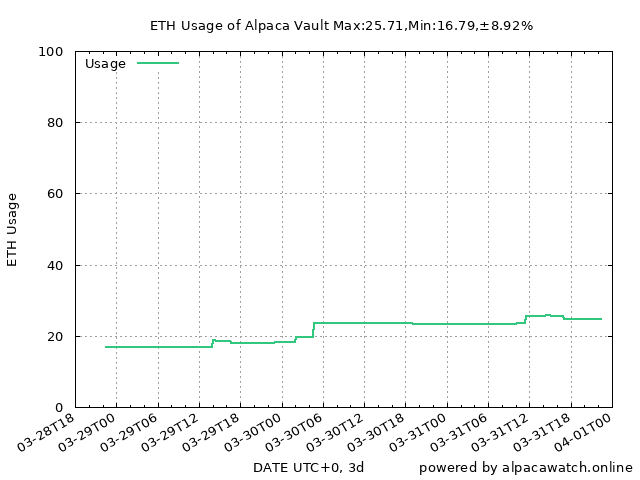 ETH Usage of Alpaca Vault Max:25.71,Min:16.79,±8.92%
Usage
100
80
60
40
20
0
ETH Usage
03-28T18
03-29T00
03-29T06
03-29T12
03-29T18
03-30T00
03-30T06
03-30T12
03-30T18
03-31T00
03-31T06
03-31T12
03-31T18
04-01T00
DATE UTC+0, 3d
powered by alpacawatch.online